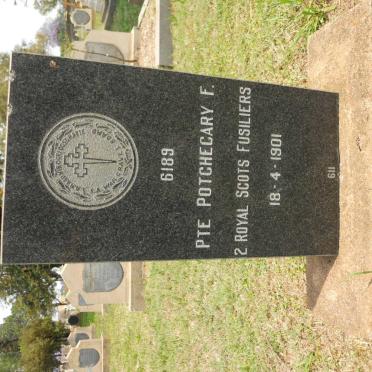 6189
PTE POTCHECARY F.
2 ROYAL SCOTS FUSILIERS
18·4·1901
611